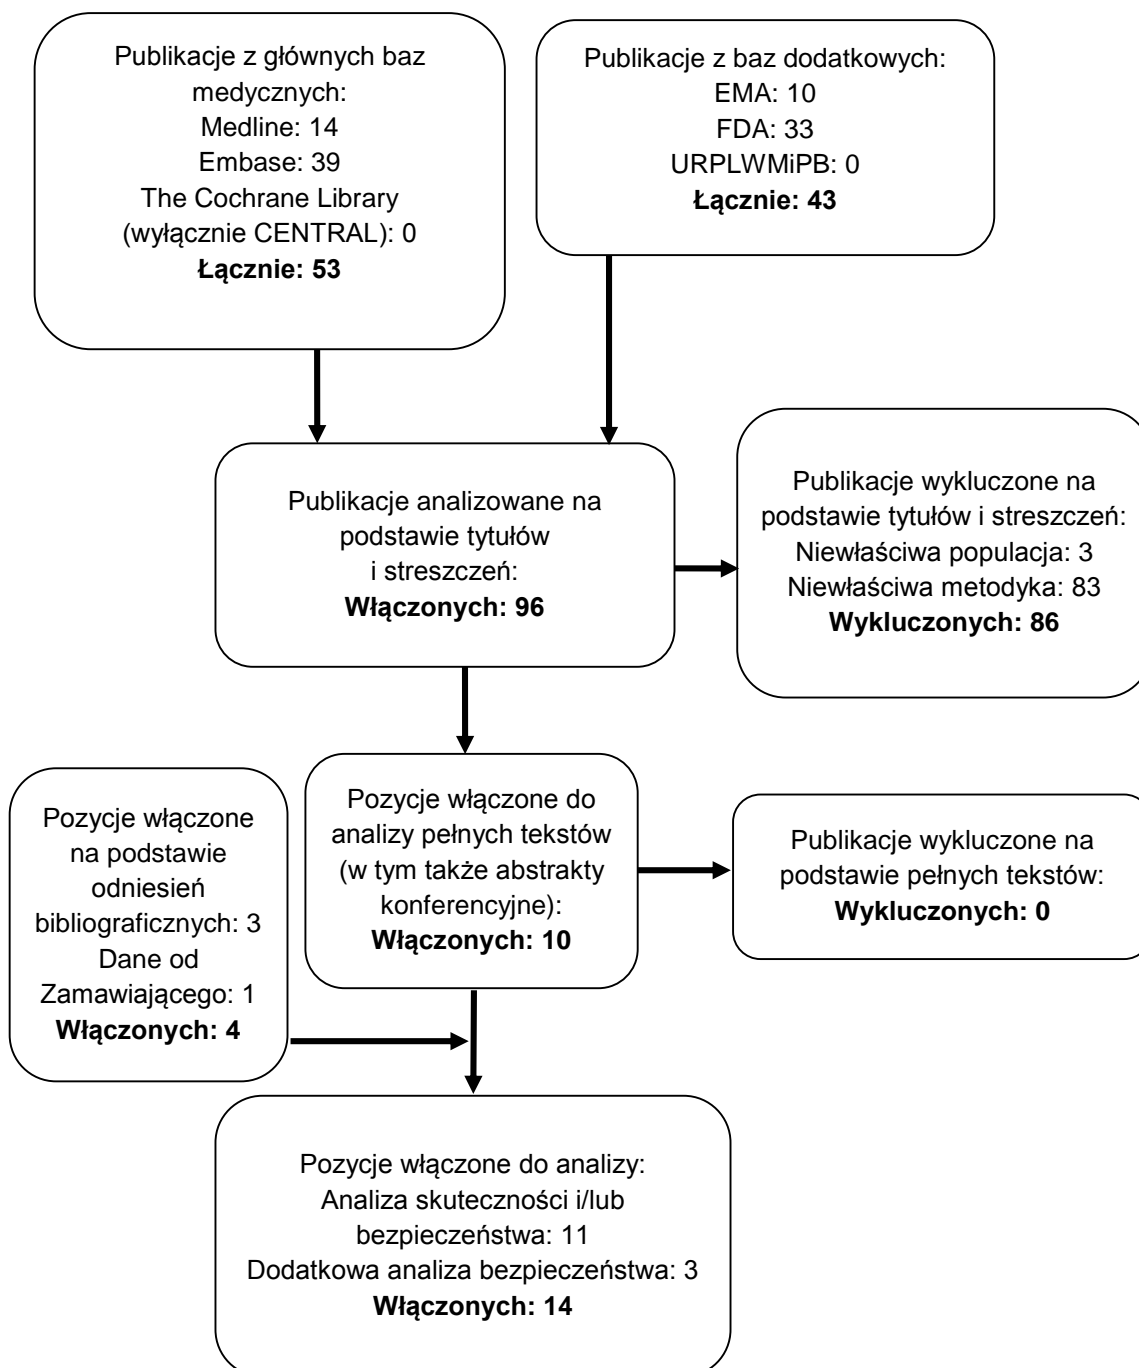 Publikacje z głównych baz
medycznych:
Medline: 14
Embase: 39
The Cochrane Library
(wyłącznie CENTRAL): 0
Łącznie: 53
Publikacje z baz dodatkowych:
EMA: 10
FDA: 33
URPLWMiPB: 0
Łącznie: 43
Publikacje analizowane na
podstawie tytułów
i streszczeń:
Włączonych: 96
Publikacje wykluczone na
podstawie tytułów i streszczeń:
Niewłaściwa populacja: 3
Niewłaściwa metodyka: 83
Wykluczonych: 86
Pozycje włączone
na podstawie
odniesień
bibliograficznych: 3
Dane od
Zamawiającego: 1
Włączonych: 4
Pozycje włączone do
analizy pełnych tekstów
(w tym także abstrakty
konferencyjne):
Włączonych: 10
Publikacje wykluczone na
podstawie pełnych tekstów:
Wykluczonych: 0
Pozycje włączone do analizy:
Analiza skuteczności i/lub
bezpieczeństwa: 11
Dodatkowa analiza bezpieczeństwa: 3
Włączonych: 14